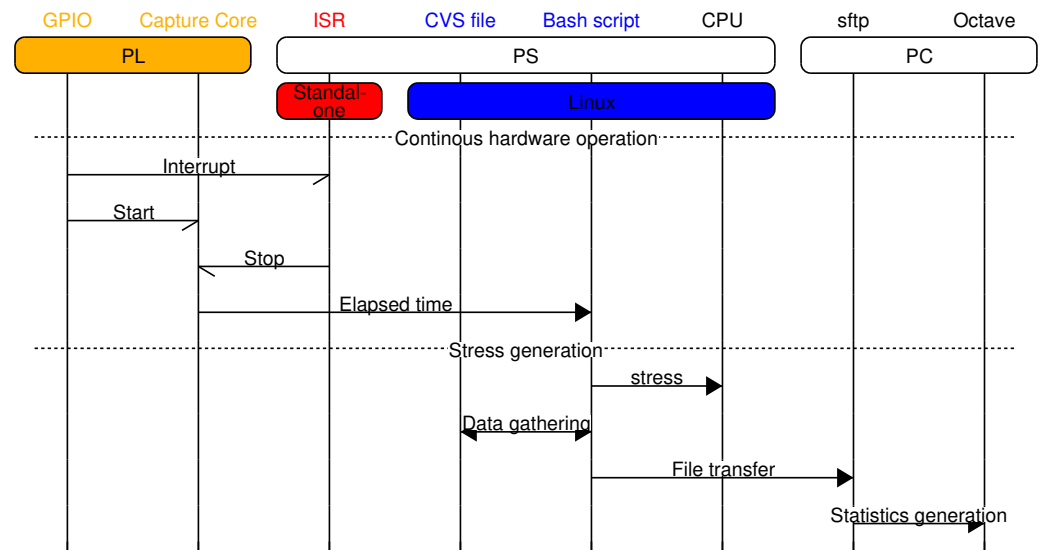 GPIO Capture Core ISR CVS file Bash script CPU sftp Octave
PL PS PC
Standal-
one
Linux
Continous hardware operation
Interrupt
Start
Stop
Elapsed time
Stress generation
stress
Data gathering
File transfer
Statistics generation